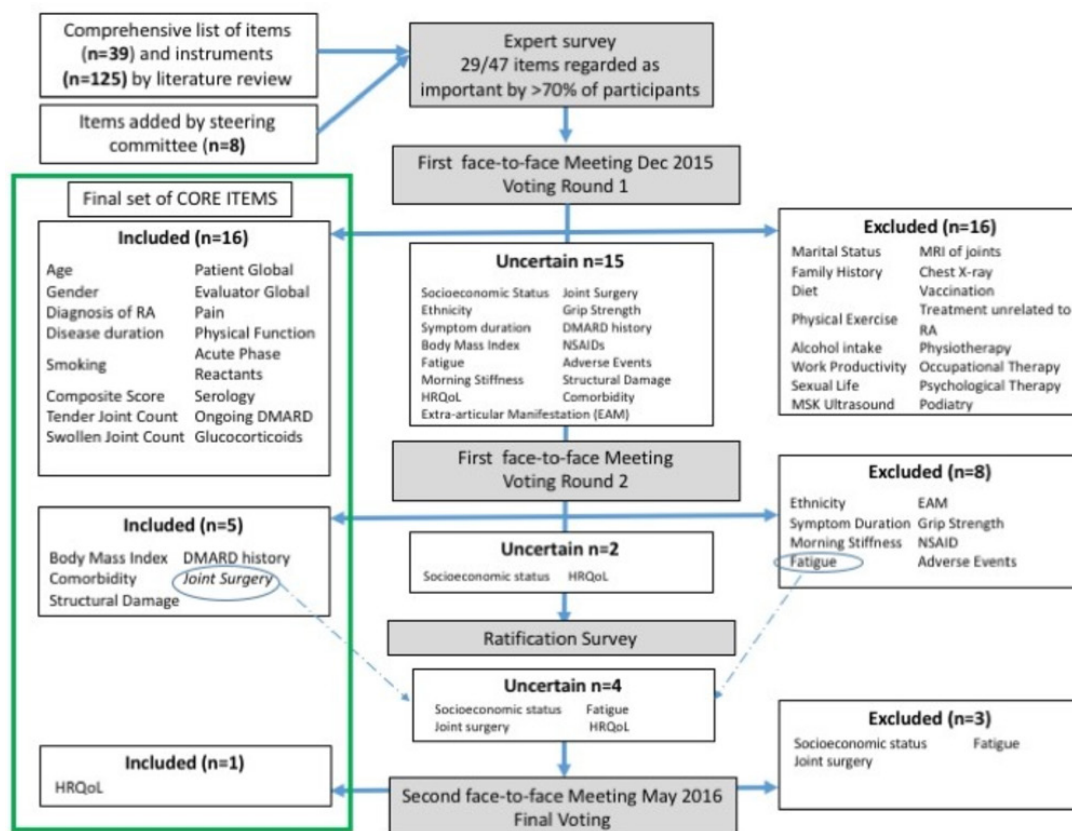 Comprehensive list of items
(n=39) and instruments
(n=125) by literature review
Items added by steering
committee (n=8)
Expert survey
29/47 items regarded as
important by >70% of participants
First face-to-face Meeting Dec 2015
Voting Round 1
Final set of CORE ITEMS
Included (n=16)
Age Patient Global
Gender Evaluator Global
Diagnosis of RA Pain
Disease duration Physical Function
Smoking Acute Phase
Reactants
Composite Score Serology
Tender Joint Count Ongoing DMARD
Swollen Joint Count Glucocorticoids
Uncertain n=15
Socioeconomic Status Joint Surgery
Ethnicity Grip Strength
Symptom duration DMARD history
Body Mass Index NSAIDs
Fatigue Adverse Events
Morning Stiffness Structural Damage
HRQoL Comorbidity
Extra-articular Manifestation (EAM)
Excluded (n=16)
Marital Status MRI of joints
Family History Chest X-ray
Diet Vaccination
Physical Exercise Treatment unrelated to
RA
Alcohol intake Physiotherapy
Work Productivity Occupational Therapy
Sexual Life Psychological Therapy
MSK Ultrasound Podiatry
First face-to-face Meeting
Voting Round 2
Included (n=5)
Body Mass Index DMARD history
Comorbidity Joint Surgery
Structural Damage
Uncertain n=2
Socioeconomic status HRQoL
Excluded (n=8)
Ethnicity EAM
Symptom Duration Grip Strength
Morning Stiffness NSAID
Fatigue Adverse Events
Ratification Survey
Uncertain n=4
Socioeconomic status Fatigue
Joint surgery HRQoL
Included (n=1)
HRQoL
Excluded (n=3)
Socioeconomic status Fatigue
Joint surgery
Second face-to-face Meeting May 2016
Final Voting